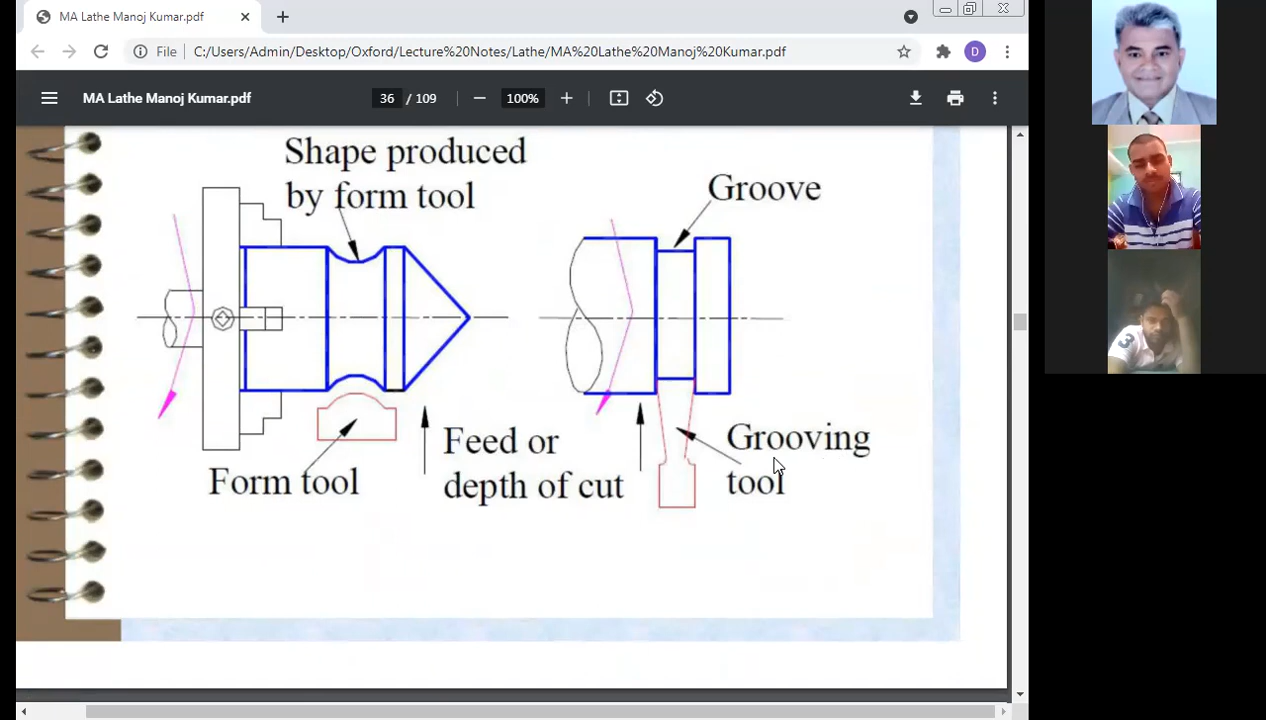 MA Lathe Manoj Kumar.pdf
File
C:/Users/Admin/Desktop/Oxford/Lecture%20Notes/Lathe/MA%20Lathe%20Manoj%20Kumar.pdf
D
MA Lathe Manoj Kumar.pdf
36 / 109
100%
Shape produced
by form tool
Groove
Feed or
depth of cut
Grooving
tool
Form tool
3